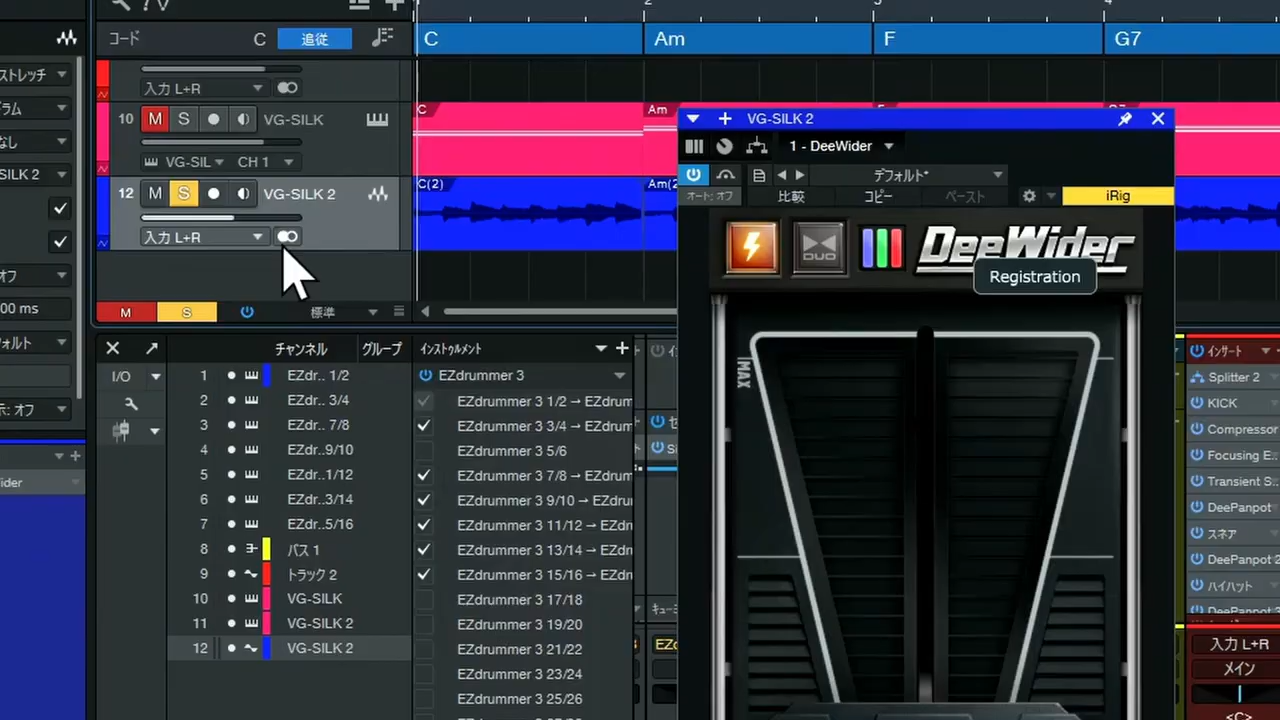 2 3 4
コード C 追従
C Am F G7
ストレッチ
入力 L+R
ラム
10 M S VG-SILK
C Am F G7
なし
VG-SIL CH 1
SILK 2
12 M S VG-SILK 2
C(2) Am(2
入力 L+R
オフ
00 ms
M S 標準
ォルト
示: オフ
ider
VG-SILK 2
1 - DeeWider
デフォルト*
オート: オフ 比較 コピー ペースト iRig
DUO DeeWider
Registration
MAX
チャンネル グループ インストゥルメント
I/O
1 EZdr.. 1/2
2 EZdr.. 3/4
3 EZdr.. 7/8
4 EZdr..9/10
5 EZdr..1/12
6 EZdr..3/14
7 EZdr..5/16
8 バス 1
9 トラック 2
10 VG-SILK
11 VG-SILK 2
12 VG-SILK 2
EZdrummer 3
EZdrummer 3 1/2 → EZdrum
EZdrummer 3 3/4 → EZdrum
EZdrummer 3 5/6
EZdrummer 3 7/8 → EZdrum
EZdrummer 3 9/10 → EZdrum
EZdrummer 3 11/12 → EZdr
EZdrummer 3 13/14 → EZdr
EZdrummer 3 15/16 → EZdr
EZdrummer 3 17/18
EZdrummer 3 19/20
EZdrummer 3 21/22
EZdrummer 3 23/24
EZdrummer 3 25/26
インサート
Splitter 2
KICK
Compressor
Focusing E..
Transient S..
DeePanpot
スネア
DeePanpot 2
ハイハット
DeePanpot 3
入力 L+R
メイン
<C>